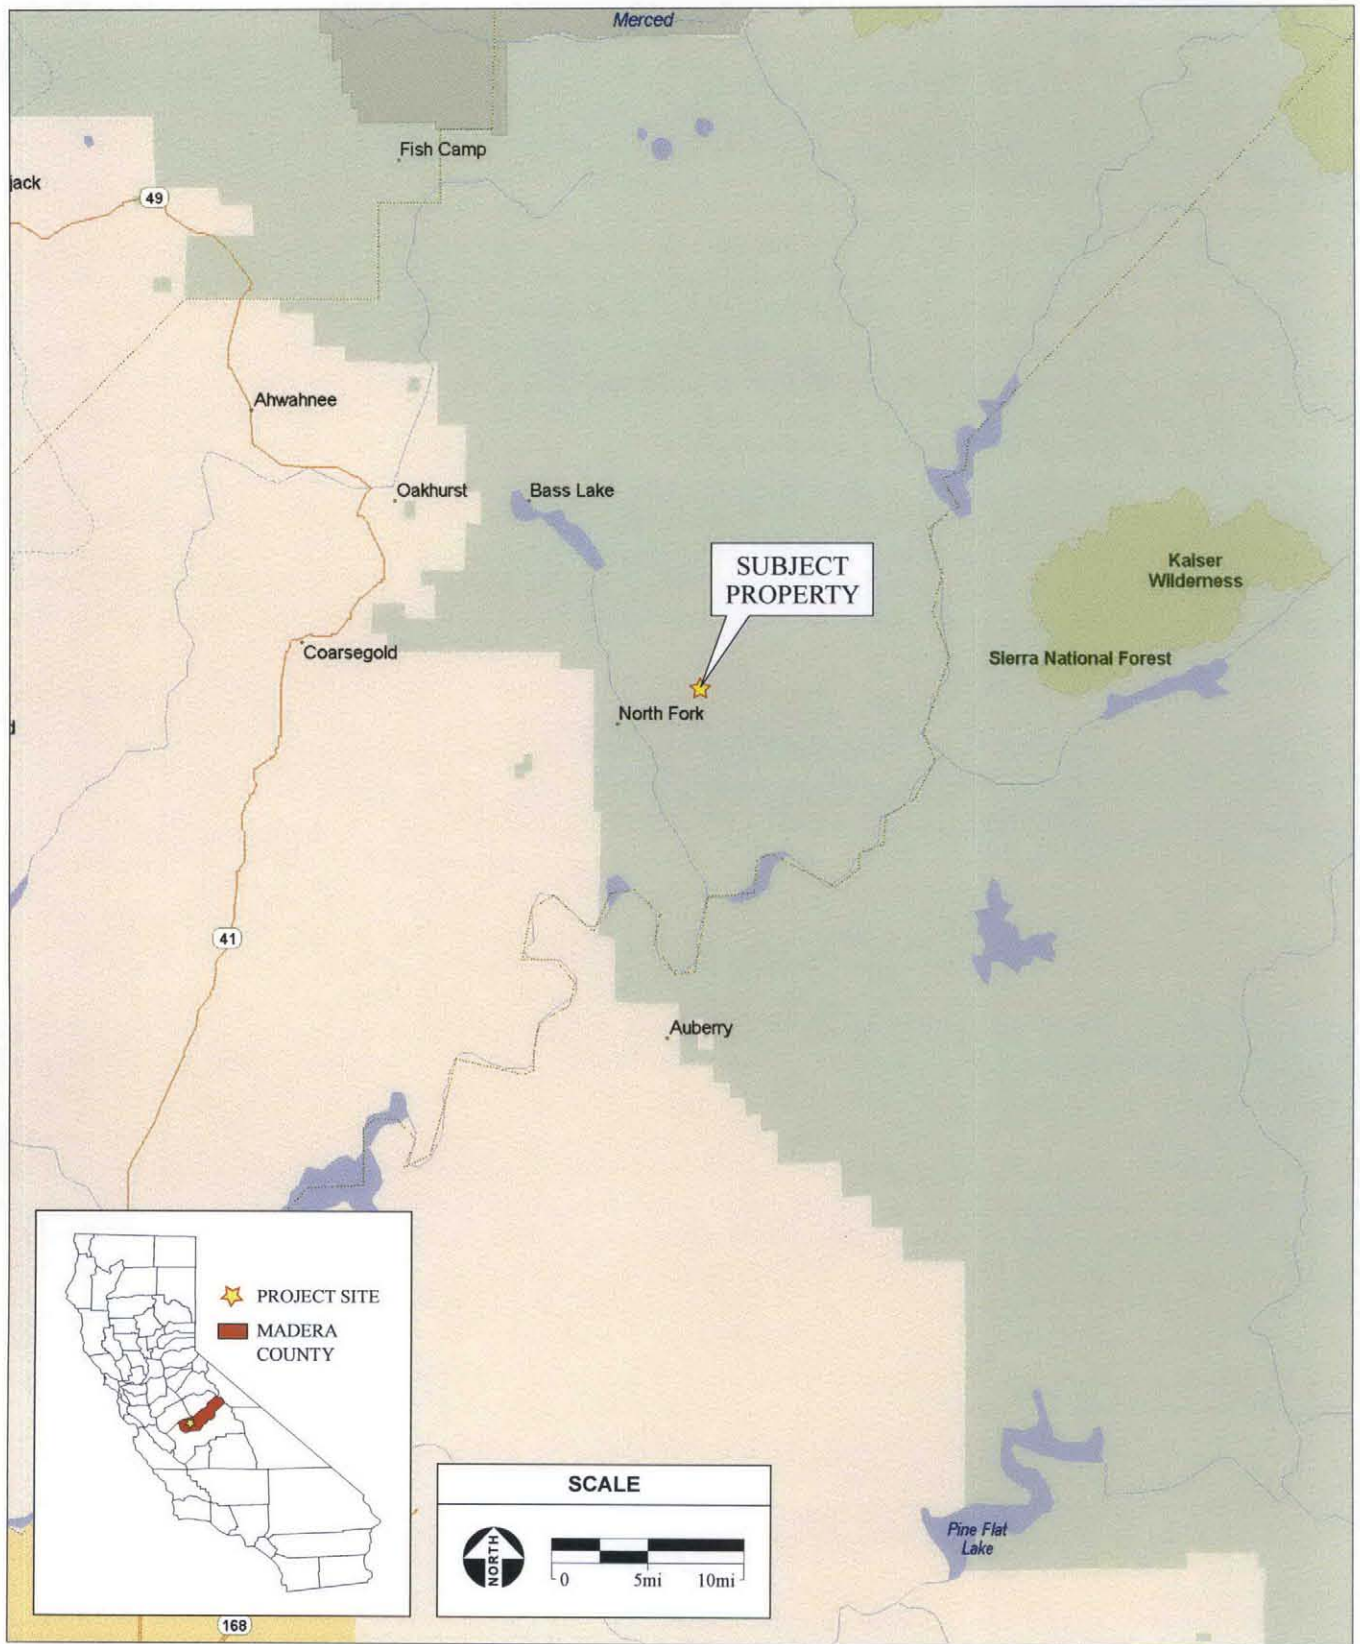 Merced
Fish Camp
jack
49
Ahwahnee
Oakhurst
Bass Lake
SUBJECT
PROPERTY
Kaiser
Wilderness
Sierra National Forest
Coarsegold
North Fork
d
41
Auberry
PROJECT SITE
MADERA
COUNTY
SCALE
NORTH
0 5mi 10mi
Pine Flat
Lake
168